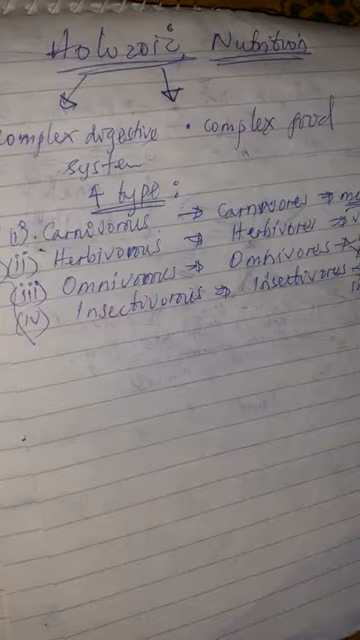 Holozoic Nutrition
complex digestive • complex food
system
4 type:
(i). Carnivorous → Carnivores ⇒
(ii) Herbivorous ⇒ Herbivores ⇒
(iii) Omnivorous ⇒ Omnivores ⇒
(iv) Insectivorous ⇒ Insectivores ⇒